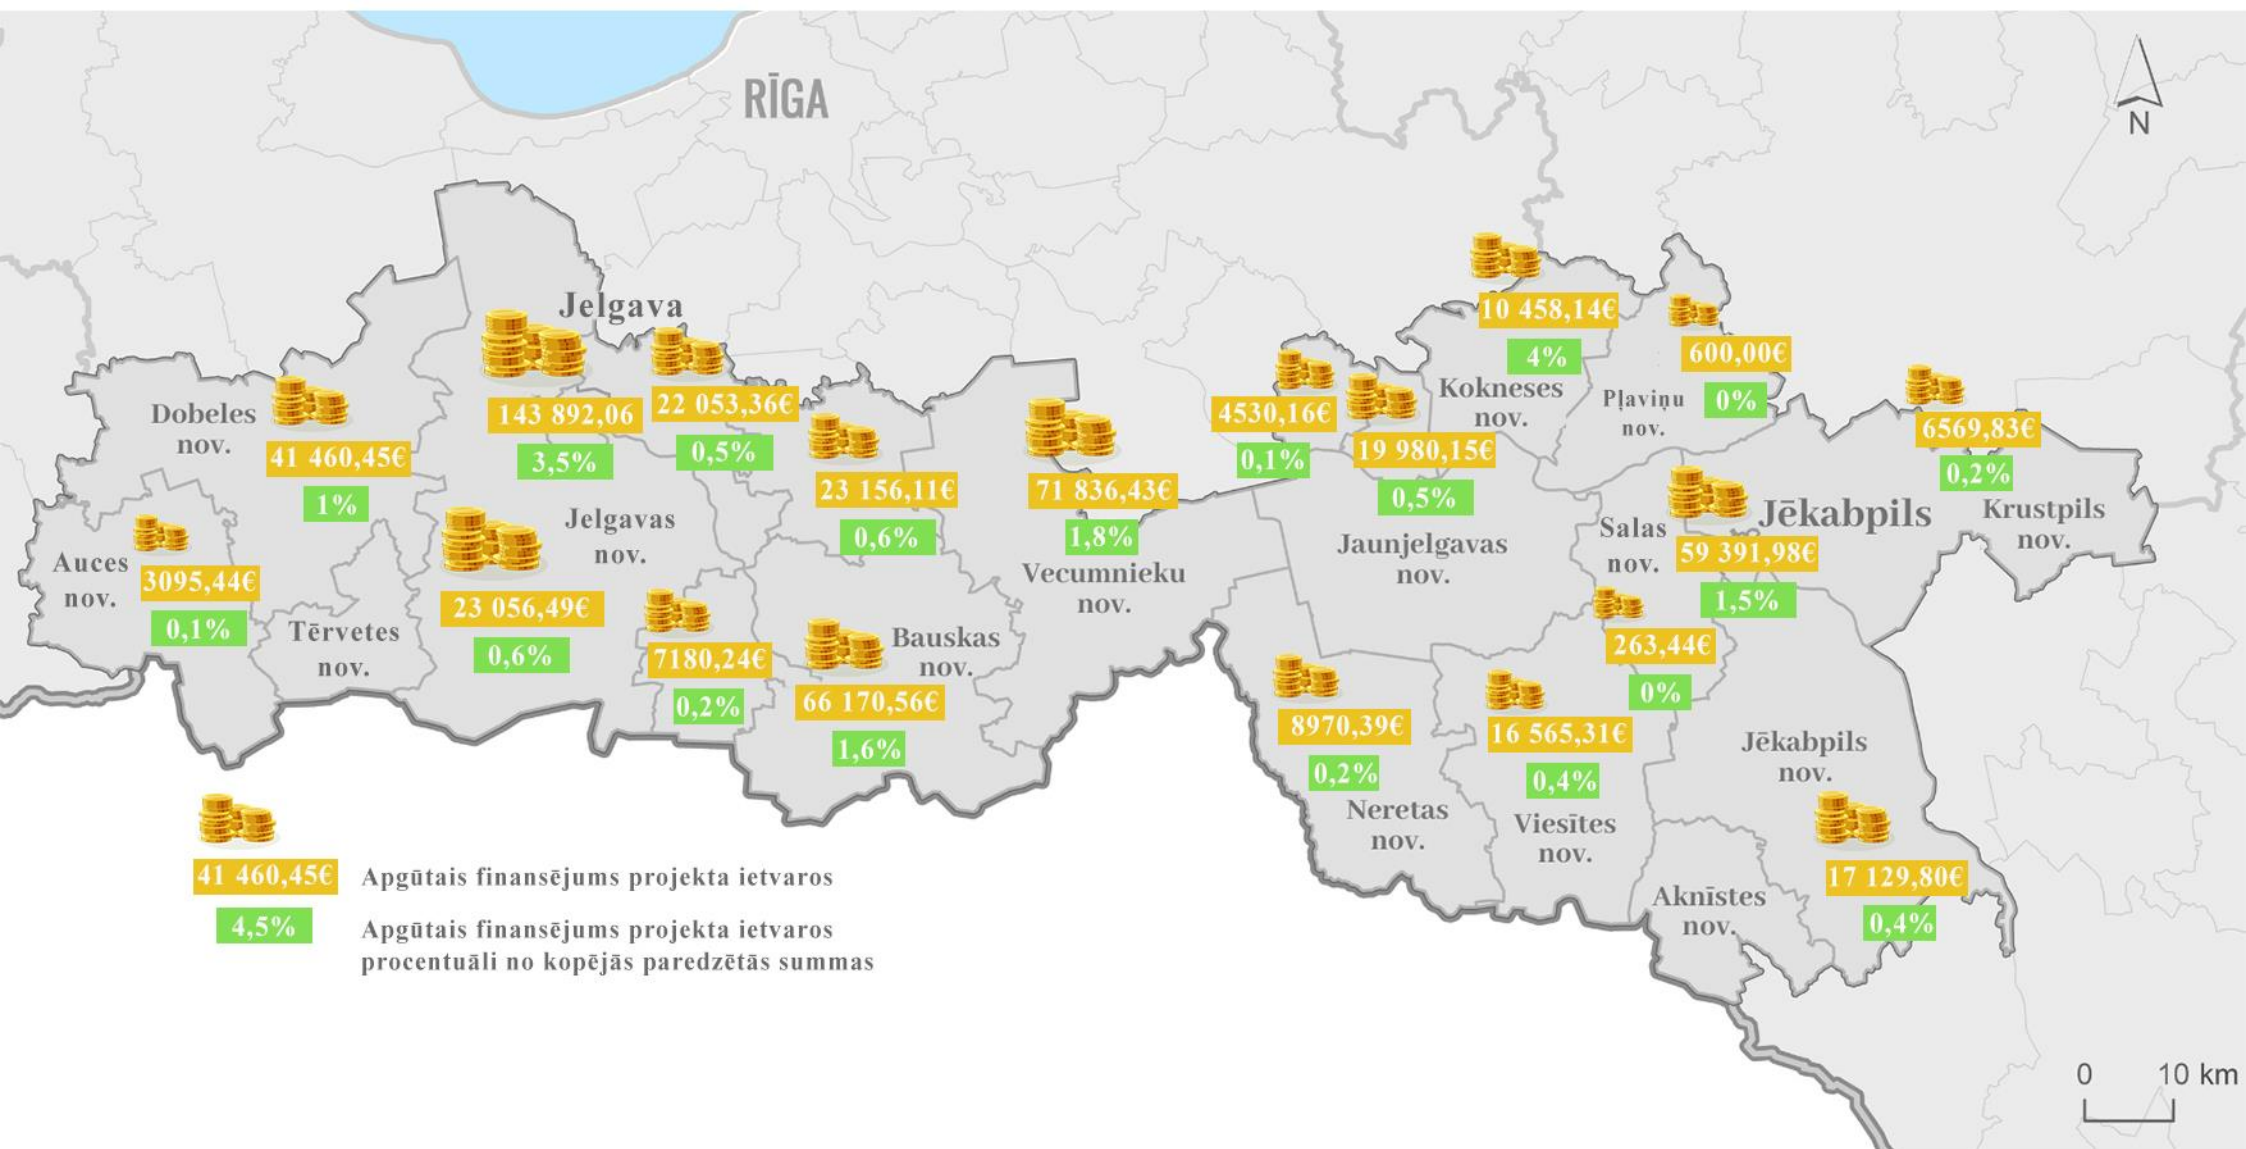 RĪGA
N
Jelgava
143 892,06
3,5%
22 053,36€
0,5%
Dobeles
nov.
41 460,45€
1%
23 156,11€
0,6%
71 836,43€
1,8%
Vecumnieku
nov.
Auces
nov.
3095,44€
0,1%
Tērvetes
nov.
Jelgavas
nov.
23 056,49€
0,6%
7180,24€
0,2%
Bauskas
nov.
66 170,56€
1,6%
4530,16€
0,1%
19 980,15€
0,5%
Jaunjelgavas
nov.
10 458,14€
4%
Kokneses
nov.
600,00€
0%
Pļaviņu
nov.
6569,83€
0,2%
Krustpils
nov.
Jēkabpils
59 391,98€
1,5%
Salas
nov.
263,44€
0%
8970,39€
0,2%
Neretas
nov.
16 565,31€
0,4%
Viesītes
nov.
Jēkabpils
nov.
17 129,80€
0,4%
Aknīstes
nov.
41 460,45€ Apgūtais finansējums projekta ietvaros
4,5% Apgūtais finansējums projekta ietvaros
procentuāli no kopējās paredzētās summas
0 10 km